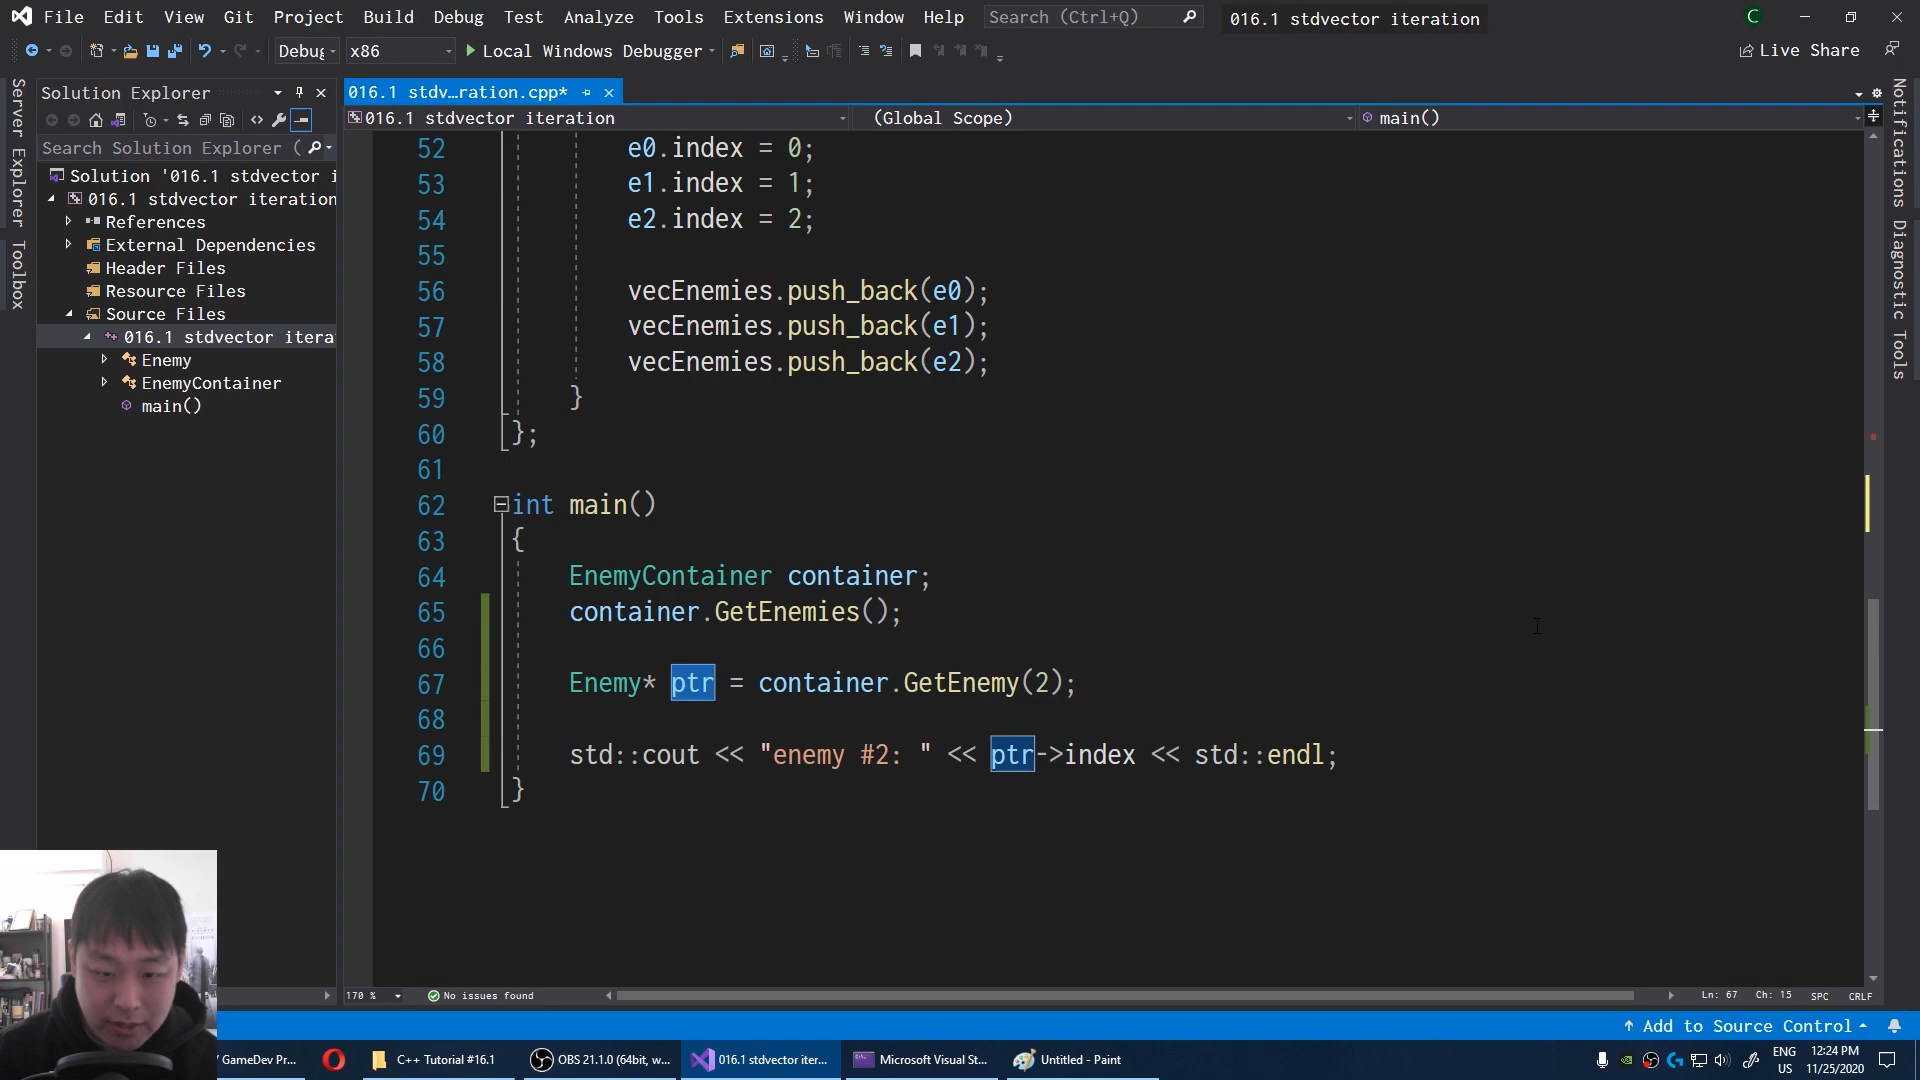 File Edit View Git Project Build Debug Test Analyze Tools Extensions Window Help Search (Ctrl+Q) 016.1 stdvector iteration C
Debug x86 Local Windows Debugger Live Share
Server Explorer
Toolbox
Solution Explorer
Search Solution Explorer (
Solution '016.1 stdvector i
016.1 stdvector iteration
References
External Dependencies
Header Files
Resource Files
Source Files
016.1 stdvector itera
Enemy
EnemyContainer
main()
016.1 stdv…ration.cpp*
016.1 stdvector iteration (Global Scope) main()
52 e0.index = 0;
53 e1.index = 1;
54 e2.index = 2;
55
56 vecEnemies.push_back(e0);
57 vecEnemies.push_back(e1);
58 vecEnemies.push_back(e2);
59 }
60 };
61
62 int main()
63 {
64 EnemyContainer container;
65 container.GetEnemies();
66
67 Enemy* ptr = container.GetEnemy(2);
68
69 std::cout << "enemy #2: " << ptr->index << std::endl;
70 }
Notifications
Diagnostic Tools
170 % No issues found Ln: 67 Ch: 15 SPC CRLF
Add to Source Control
GameDev Pr... C++ Tutorial #16.1 OBS 21.1.0 (64bit, w... 016.1 stdvector iter... Microsoft Visual St... Untitled - Paint
ENG
US
12:24 PM
11/25/2020